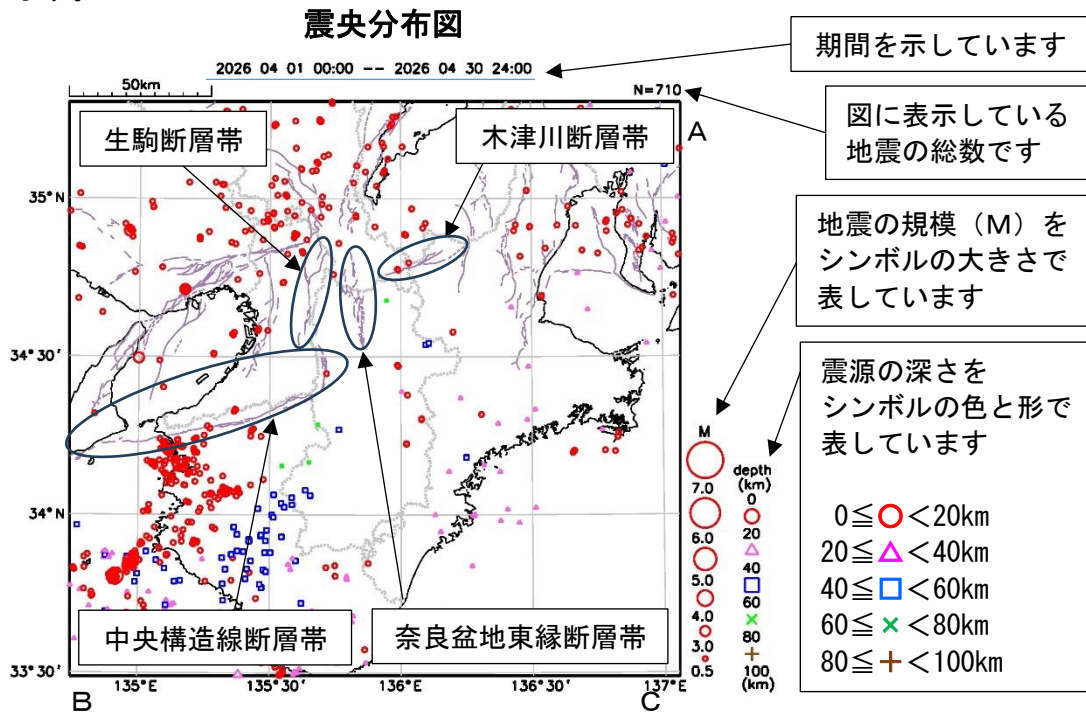 震央分布図
2026 04 01 00:00 -- 2026 04 30 24:00
期間を示しています
50km
N=710
A
図に表示している
地震の総数です
生駒断層帯
木津川断層帯
35°N
地震の規模（M）を
シンボルの大きさで
表しています
34°30′
震源の深さを
シンボルの色と形で
表しています
M
7.0
6.0
5.0
4.0
3.0
0.5
depth
(km)
0
20
40
60
80
100
(km)
0≦○<20km
20≦△<40km
40≦□<60km
60≦×<80km
80≦+<100km
34°N
中央構造線断層帯
奈良盆地東縁断層帯
33°30′
135°E
135°30′
136°E
136°30′
137°E
B
C